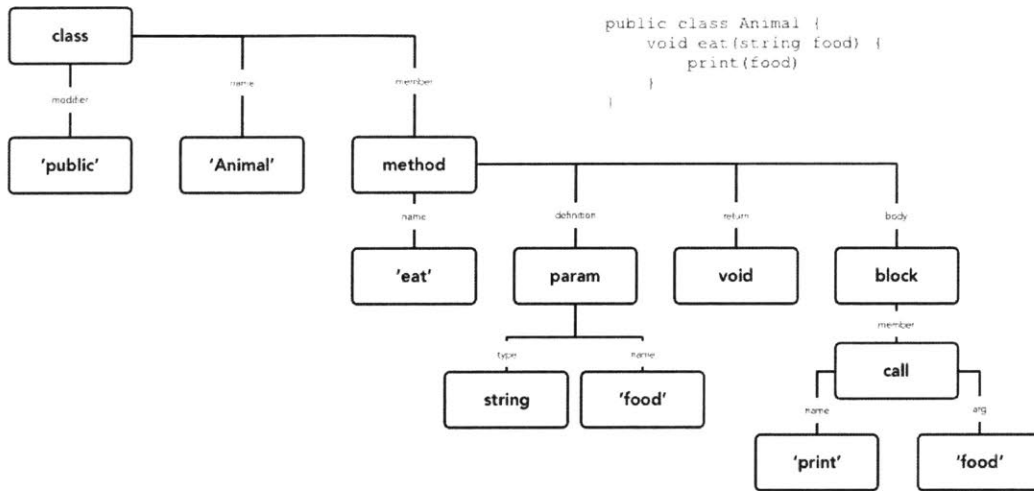 class
public class Animal {
void eat(string food) {
print(food)
}
}
modifier
name
member
'public'
'Animal'
method
name
definition
return
body
'eat'
param
void
block
type
name
member
string
'food'
call
name
arg
'print'
'food'